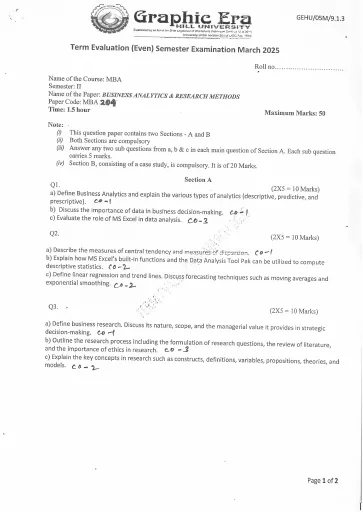 GEHU/05M/9.1.3
Graphic Era
HILL UNIVERSITY
Term Evaluation (Even) Semester Examination March 2025
Roll no.
Name of the Course: MBA
Semester: II
Name of the Paper: BUSINESS ANALYTICS & RESEARCH METHODS
Paper Code: MBA 204
Time: 1.5 hour
Maximum Marks: 50
Note:
(i) This question paper contains two Sections - A and B
(ii) Both Sections are compulsory
(iii) Answer any two sub questions from a, b & c in each main question of Section A. Each sub question
carries 5 marks.
(iv) Section B, consisting of a case study, is compulsory. It is of 20 Marks.
Section A
Q1.
(2X5 = 10 Marks)
a) Define Business Analytics and explain the various types of analytics (descriptive, predictive, and
prescriptive). CO-1
b) Discuss the importance of data in business decision-making. CO-1
c) Evaluate the role of MS Excel in data analysis. CO-3
Q2.
(2X5 = 10 Marks)
a) Describe the measures of central tendency and measures of dispersion. CO-1
b) Explain how MS Excel's built-in functions and the Data Analysis Tool Pak can be utilised to compute
descriptive statistics. CO-2
c) Define linear regression and trend lines. Discuss forecasting techniques such as moving averages and
exponential smoothing. CO-2
Q3.
(2X5 = 10 Marks)
a) Define business research. Discuss its nature, scope, and the managerial value it provides in strategic
decision-making. CO-1
b) Outline the research process including the formulation of research questions, the review of literature,
and the importance of ethics in research. CO-3
c) Explain the key concepts in research such as constructs, definitions, variables, propositions, theories, and
models. CO-2
Page 1 of 2